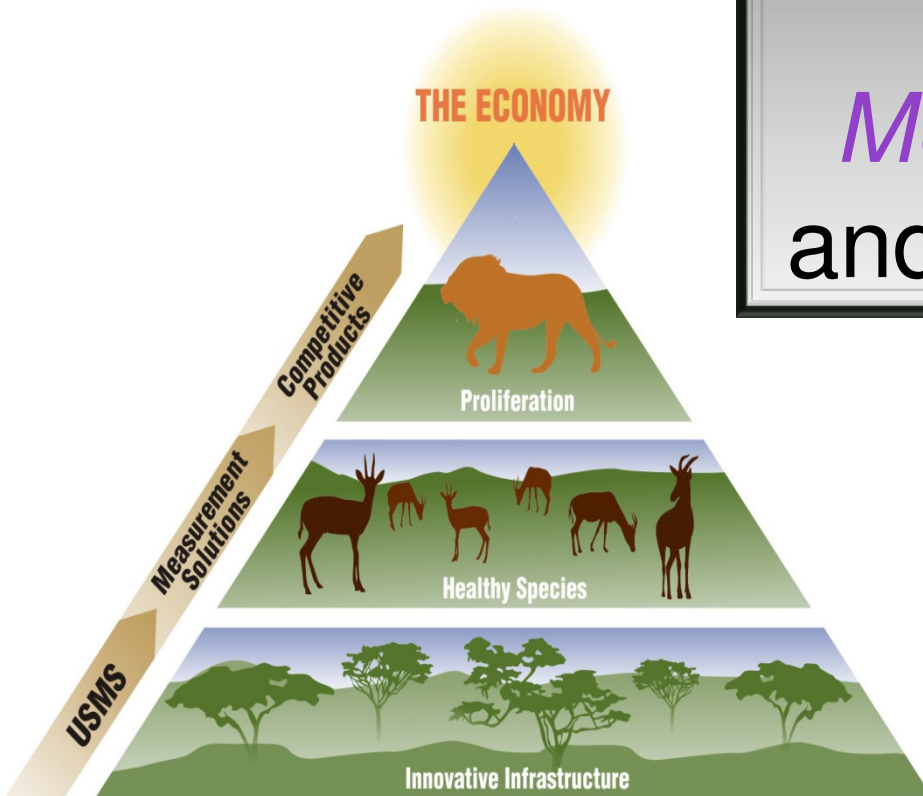 THE ECONOMY
and
Competitive
Products
Proliferation
Measurement
Solutions
Healthy Species
USMS
Innovative Infrastructure